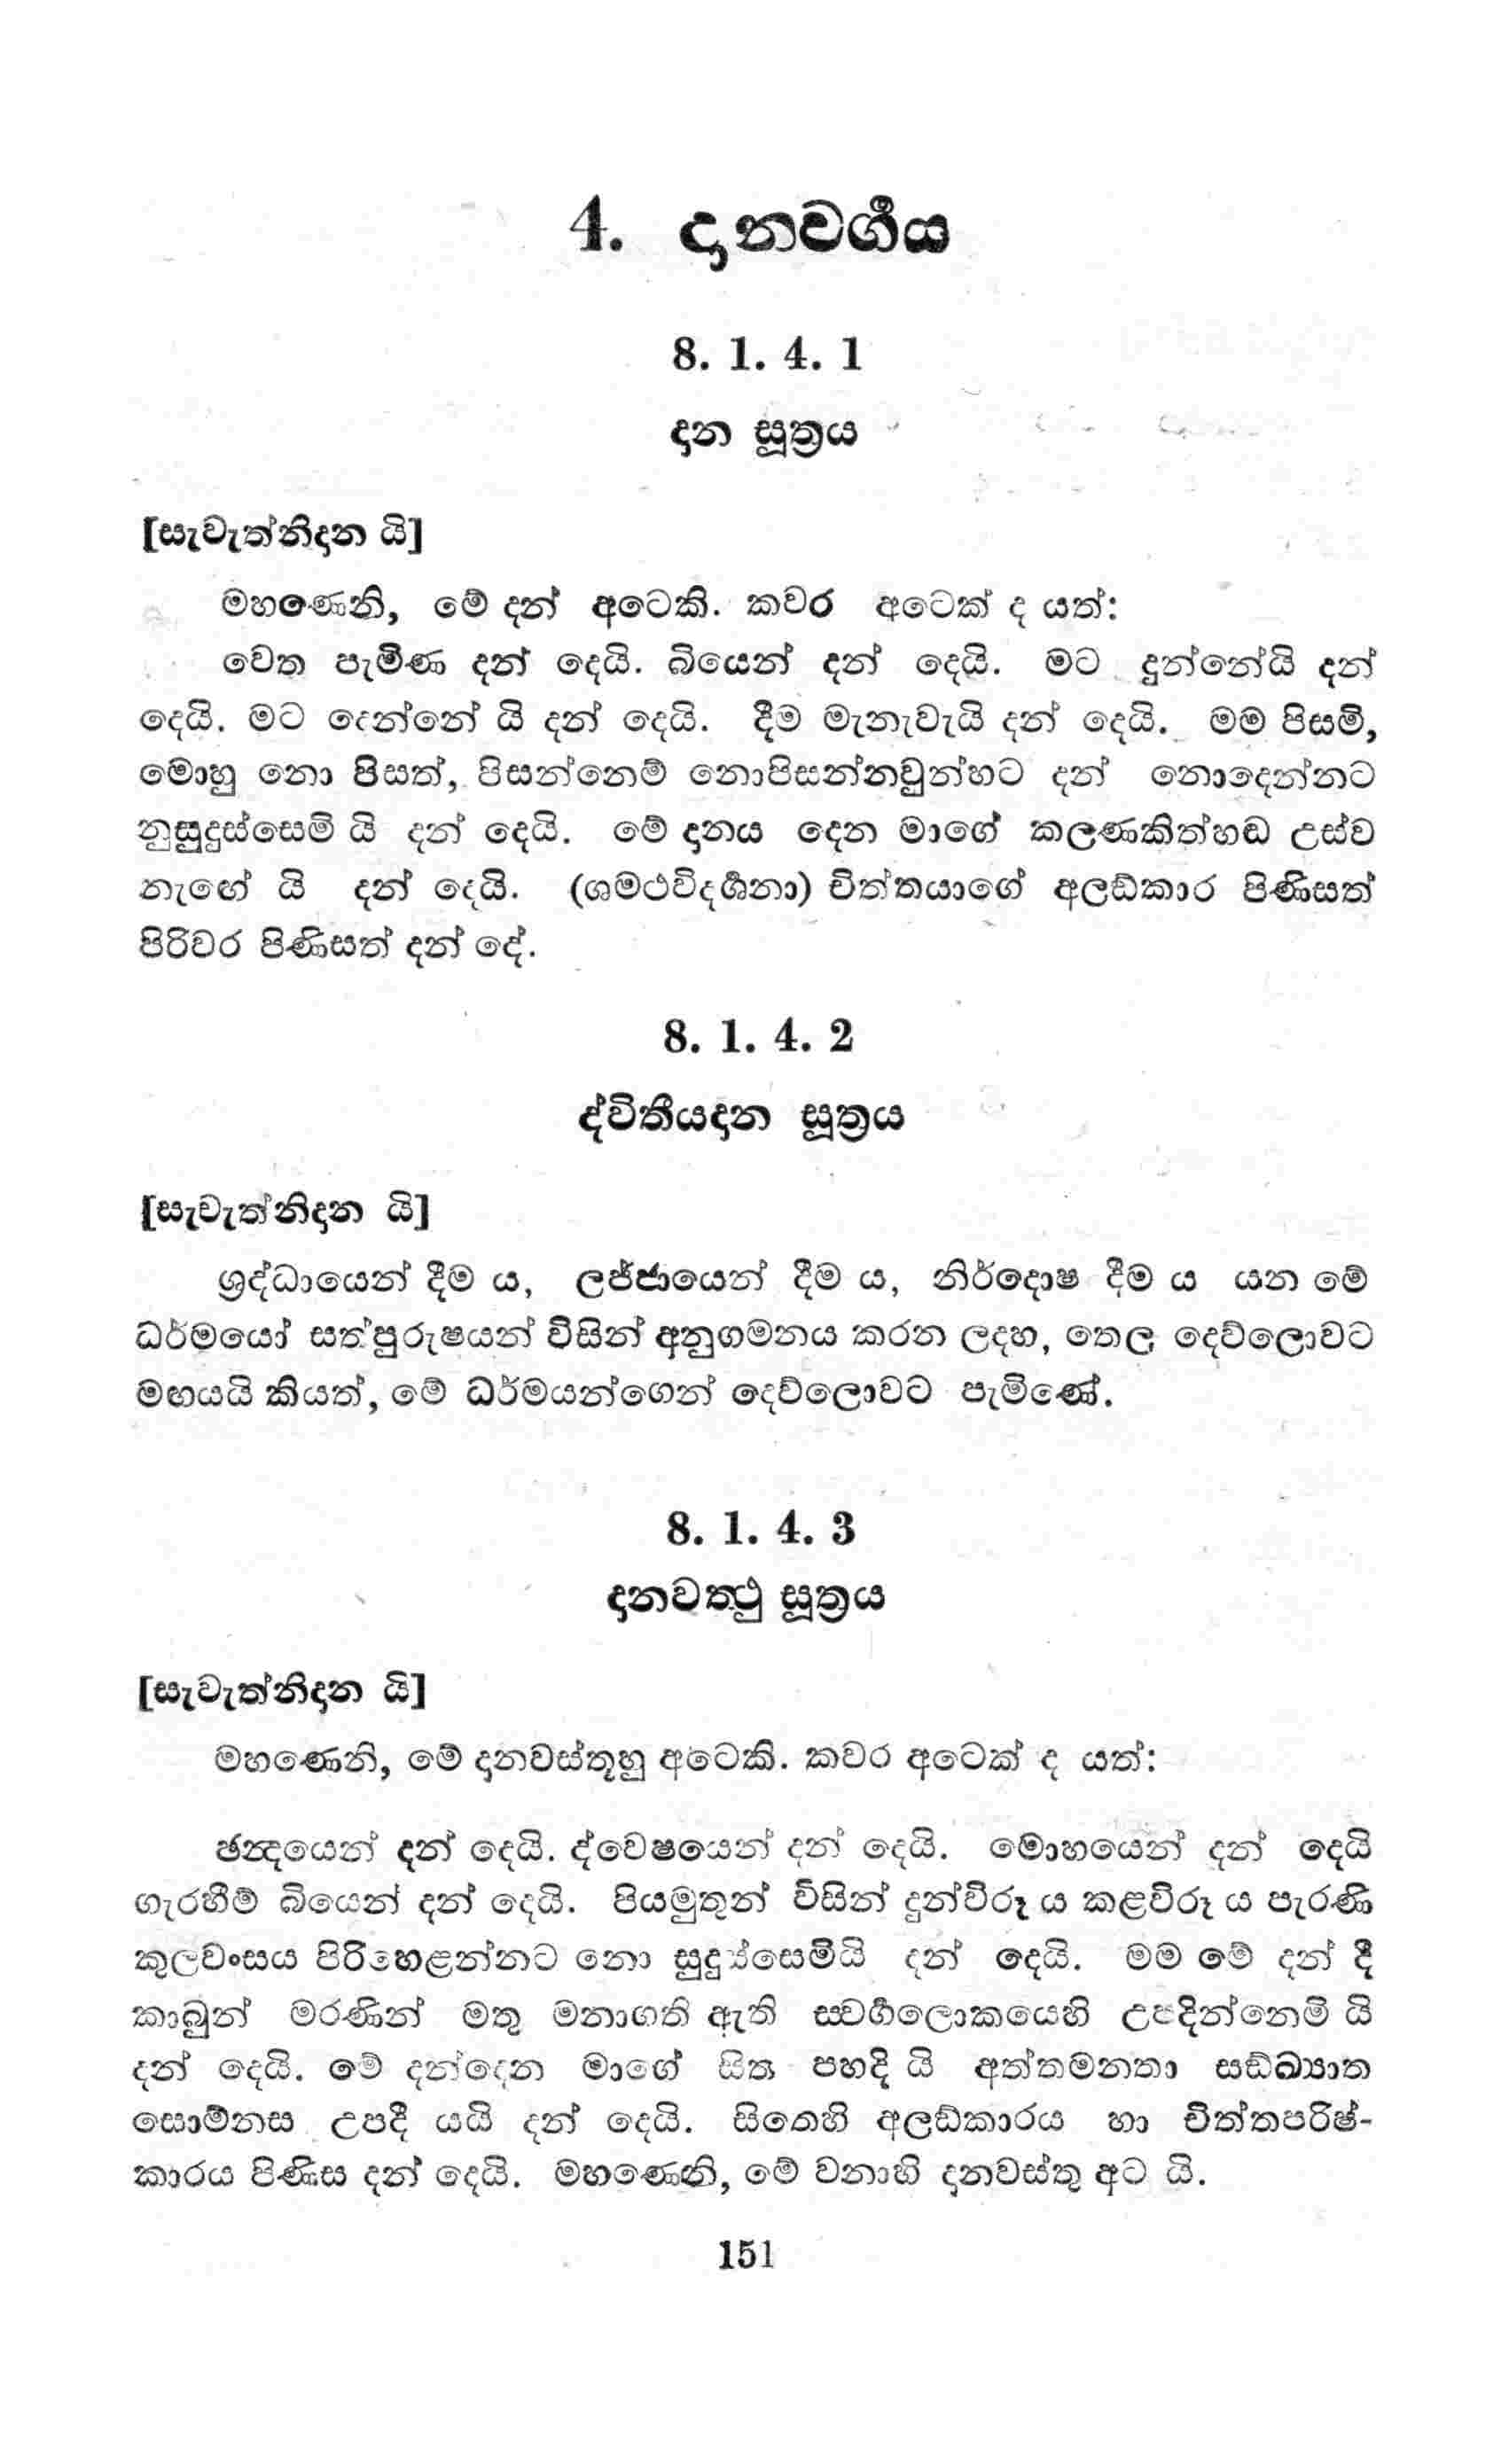 4. දානවර්‍ගය
8. 1. 4. 1
දාන සූත්‍රය
[සැවැත්නිදාන යි]
මහණෙනි, මේ දන් අටෙකි. කවර අටෙක් ද යත්:
වෙත පැමිණ දන් දෙයි. බියෙන් දන් දෙයි. මට දුන්නේයි දන්
දෙයි. මට දෙන්නේ යි දන් දෙයි. දීම මැනැවැයි දන් දෙයි. මම පිසමි,
මොහු නො පිසත්, පිසන්නෙම් නොපිසන්නවුන්හට දන් නොදෙන්නට
නුසුදුස්සෙමි යි දන් දෙයි. මේ දානය දෙන මාගේ කලණකිත්හඬ උස්ව
නැඟේ යි දන් දෙයි. (ශමථවිදර්‍ශනා) චිත්තයාගේ අලඞ්කාර පිණිසත්
පිරිවර පිණිසත් දන් දේ.
8. 1. 4. 2
ද්විතීයදාන සූත්‍රය
[සැවැත්නිදාන යි]
ශ්‍රද්ධායෙන් දීම ය, ලජ්ජායෙන් දීම ය, නිර්දොෂ දීම ය යන මේ
ධර්මයෝ සත්පුරුෂයන් විසින් අනුගමනය කරන ලදහ, තෙල දෙව්ලොවට
මඟයයි කියත්, මේ ධර්මයන්ගෙන් දෙව්ලොවට පැමිණේ.
8. 1. 4. 3
දානවත්‍ථු සූත්‍රය
[සැවැත්නිදාන යි]
මහණෙනි, මේ දානවස්තූහු අටෙකි. කවර අටෙක් ද යත්:
ඡන්‍දයෙන් දන් දෙයි. ද්වෙෂයෙන් දන් දෙයි. මොහයෙන් දන් දෙයි
ගැරහීම් බියෙන් දන් දෙයි. පියමුතුන් විසින් දුන්විරූ ය කළවිරූ ය පැරණි
කුලවංසය පිරිහෙළන්නට නො සුදුස්සෙමියි දන් දෙයි. මම මේ දන් දී
කාබුන් මරණින් මතු මනාගති ඇති ස්වර්‍ගලොකයෙහි උපදින්නෙමි යි
දන් දෙයි. මේ දන්දෙන මාගේ සිත පහදි යි අත්තමනතා සඞ්ඛ්‍යාත
සොම්නස උපදී යයි දන් දෙයි. සිතෙහි අලඞ්කාරය හා චිත්තපරිෂ්-
කාරය පිණිස දන් දෙයි. මහණෙනි, මේ වනාහි දානවස්තු අට යි.
151